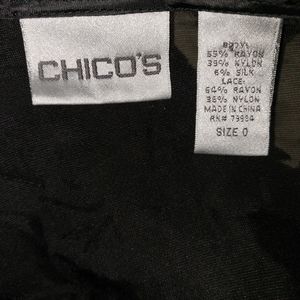 CHICO'S
BODY:
55% RAYON
39% NYLON
6% SILK
LACE:
64% RAYON
36% NYLON
MADE IN CHINA
RN# 79984
SIZE 0